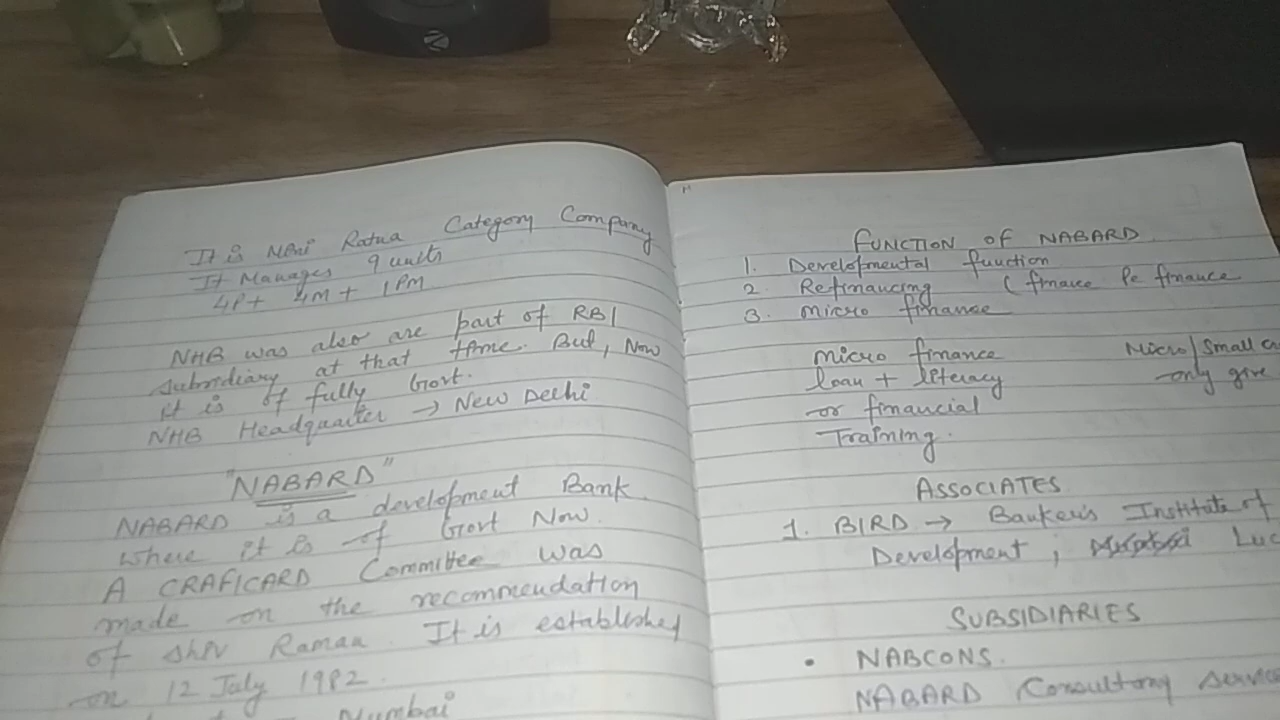 It is Mini Ratna Category Company
It Manages 9 units
4P + 4M + 1PM
NHB was also are part of RBI
subsidiary at that time. But, Now
it is of fully Govt.
NHB Headquarter → New Delhi
"NABARD"
NABARD is a development Bank
where it is of Govt Now.
A CRAFICARD Committee was
made on the recommendation
of Shri Raman. It is established
on 12 July 1982.
Mumbai
FUNCTION OF NABARD
1. Developmental function
2. Refinancing ( finance Pe finance
3. micro finance
micro finance Micro/Small
loan + literacy only give
or financial
Training.
ASSOCIATES
1. BIRD → Banker's Institute of
Development ; Luc
SUBSIDIARIES
• NABCONS.
NABARD Consultany